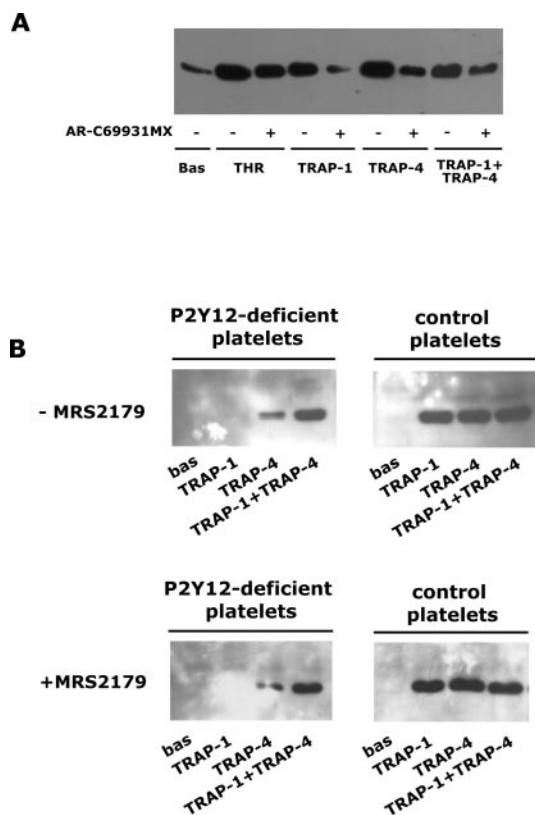 A
AR-C69931MX - - + - + - + - +
Bas THR TRAP-1 TRAP-4 TRAP-1+
TRAP-4
B
P2Y12-deficient
platelets
control
platelets
- MRS2179
bas TRAP-1 TRAP-4 TRAP-1+TRAP-4
bas TRAP-1 TRAP-4 TRAP-1+TRAP-4
P2Y12-deficient
platelets
control
platelets
+MRS2179
bas TRAP-1 TRAP-4 TRAP-1+TRAP-4
bas TRAP-1 TRAP-4 TRAP-1+TRAP-4